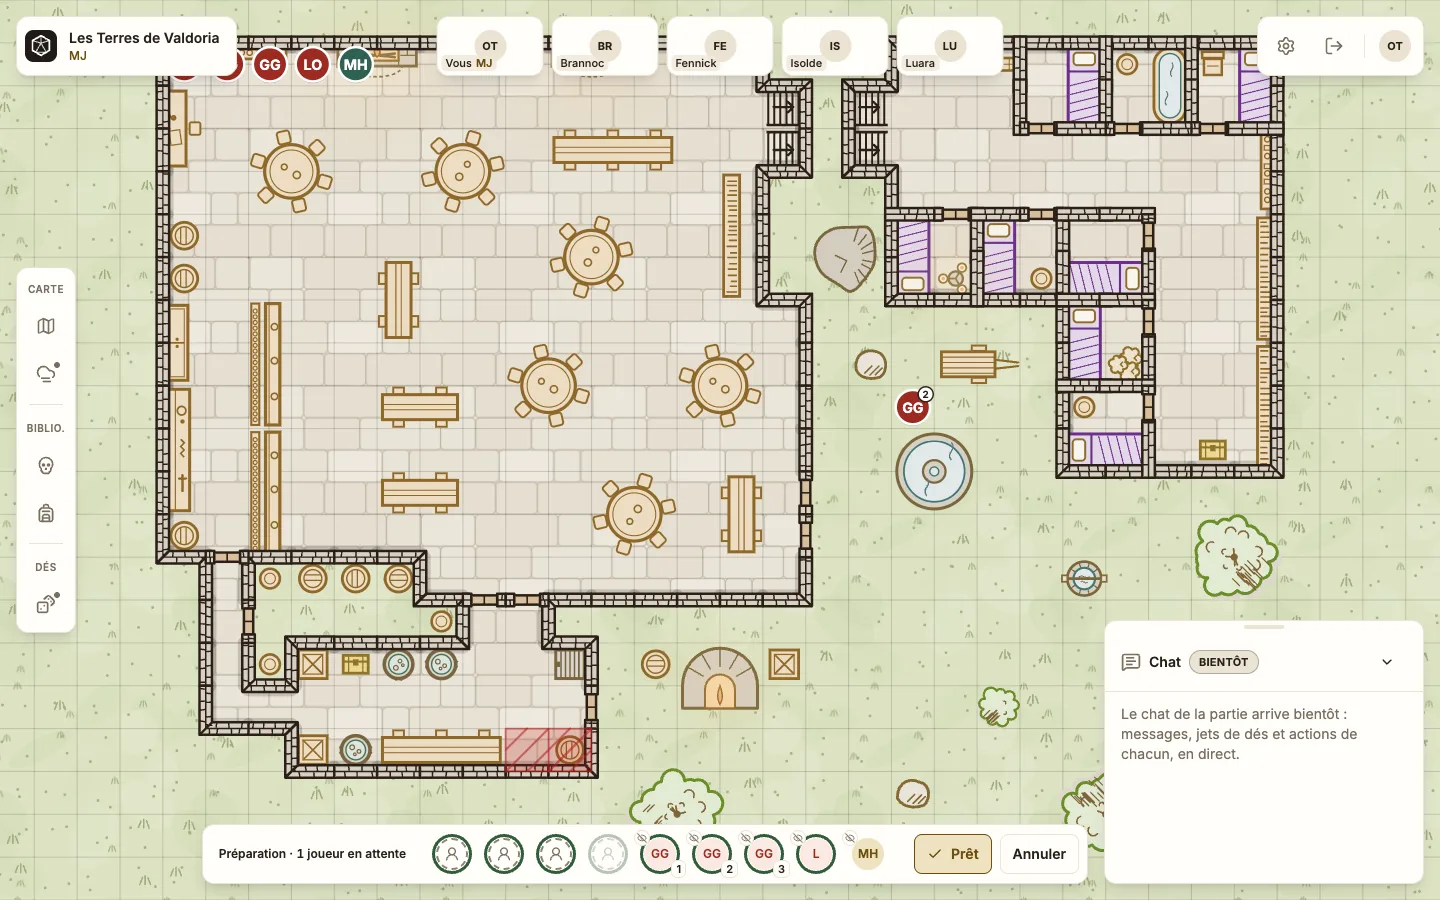 Les Terres de Valdoria
MJ
GG
LO
MH
OT
Vous MJ
BR
Brannoc
FE
Fennick
IS
Isolde
LU
Luara
OT
CARTE
BIBLIO.
DÉS
GG
2
Chat
BIENTÔT
Le chat de la partie arrive bientôt :
messages, jets de dés et actions de
chacun, en direct.
Préparation · 1 joueur en attente
GG
1
GG
2
GG
3
L
MH
Prêt
Annuler